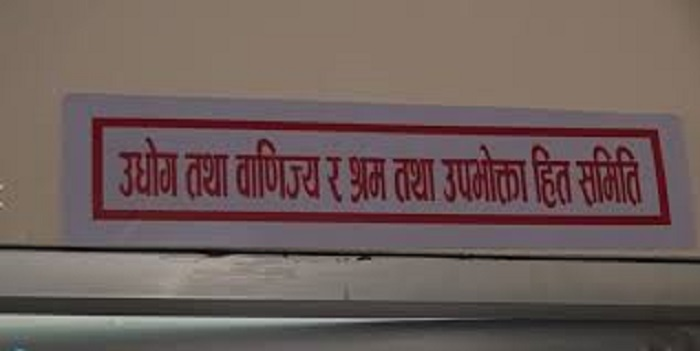 उधोग तथा वाणिज्य र श्रम तथा उपभोक्ता हित समिति